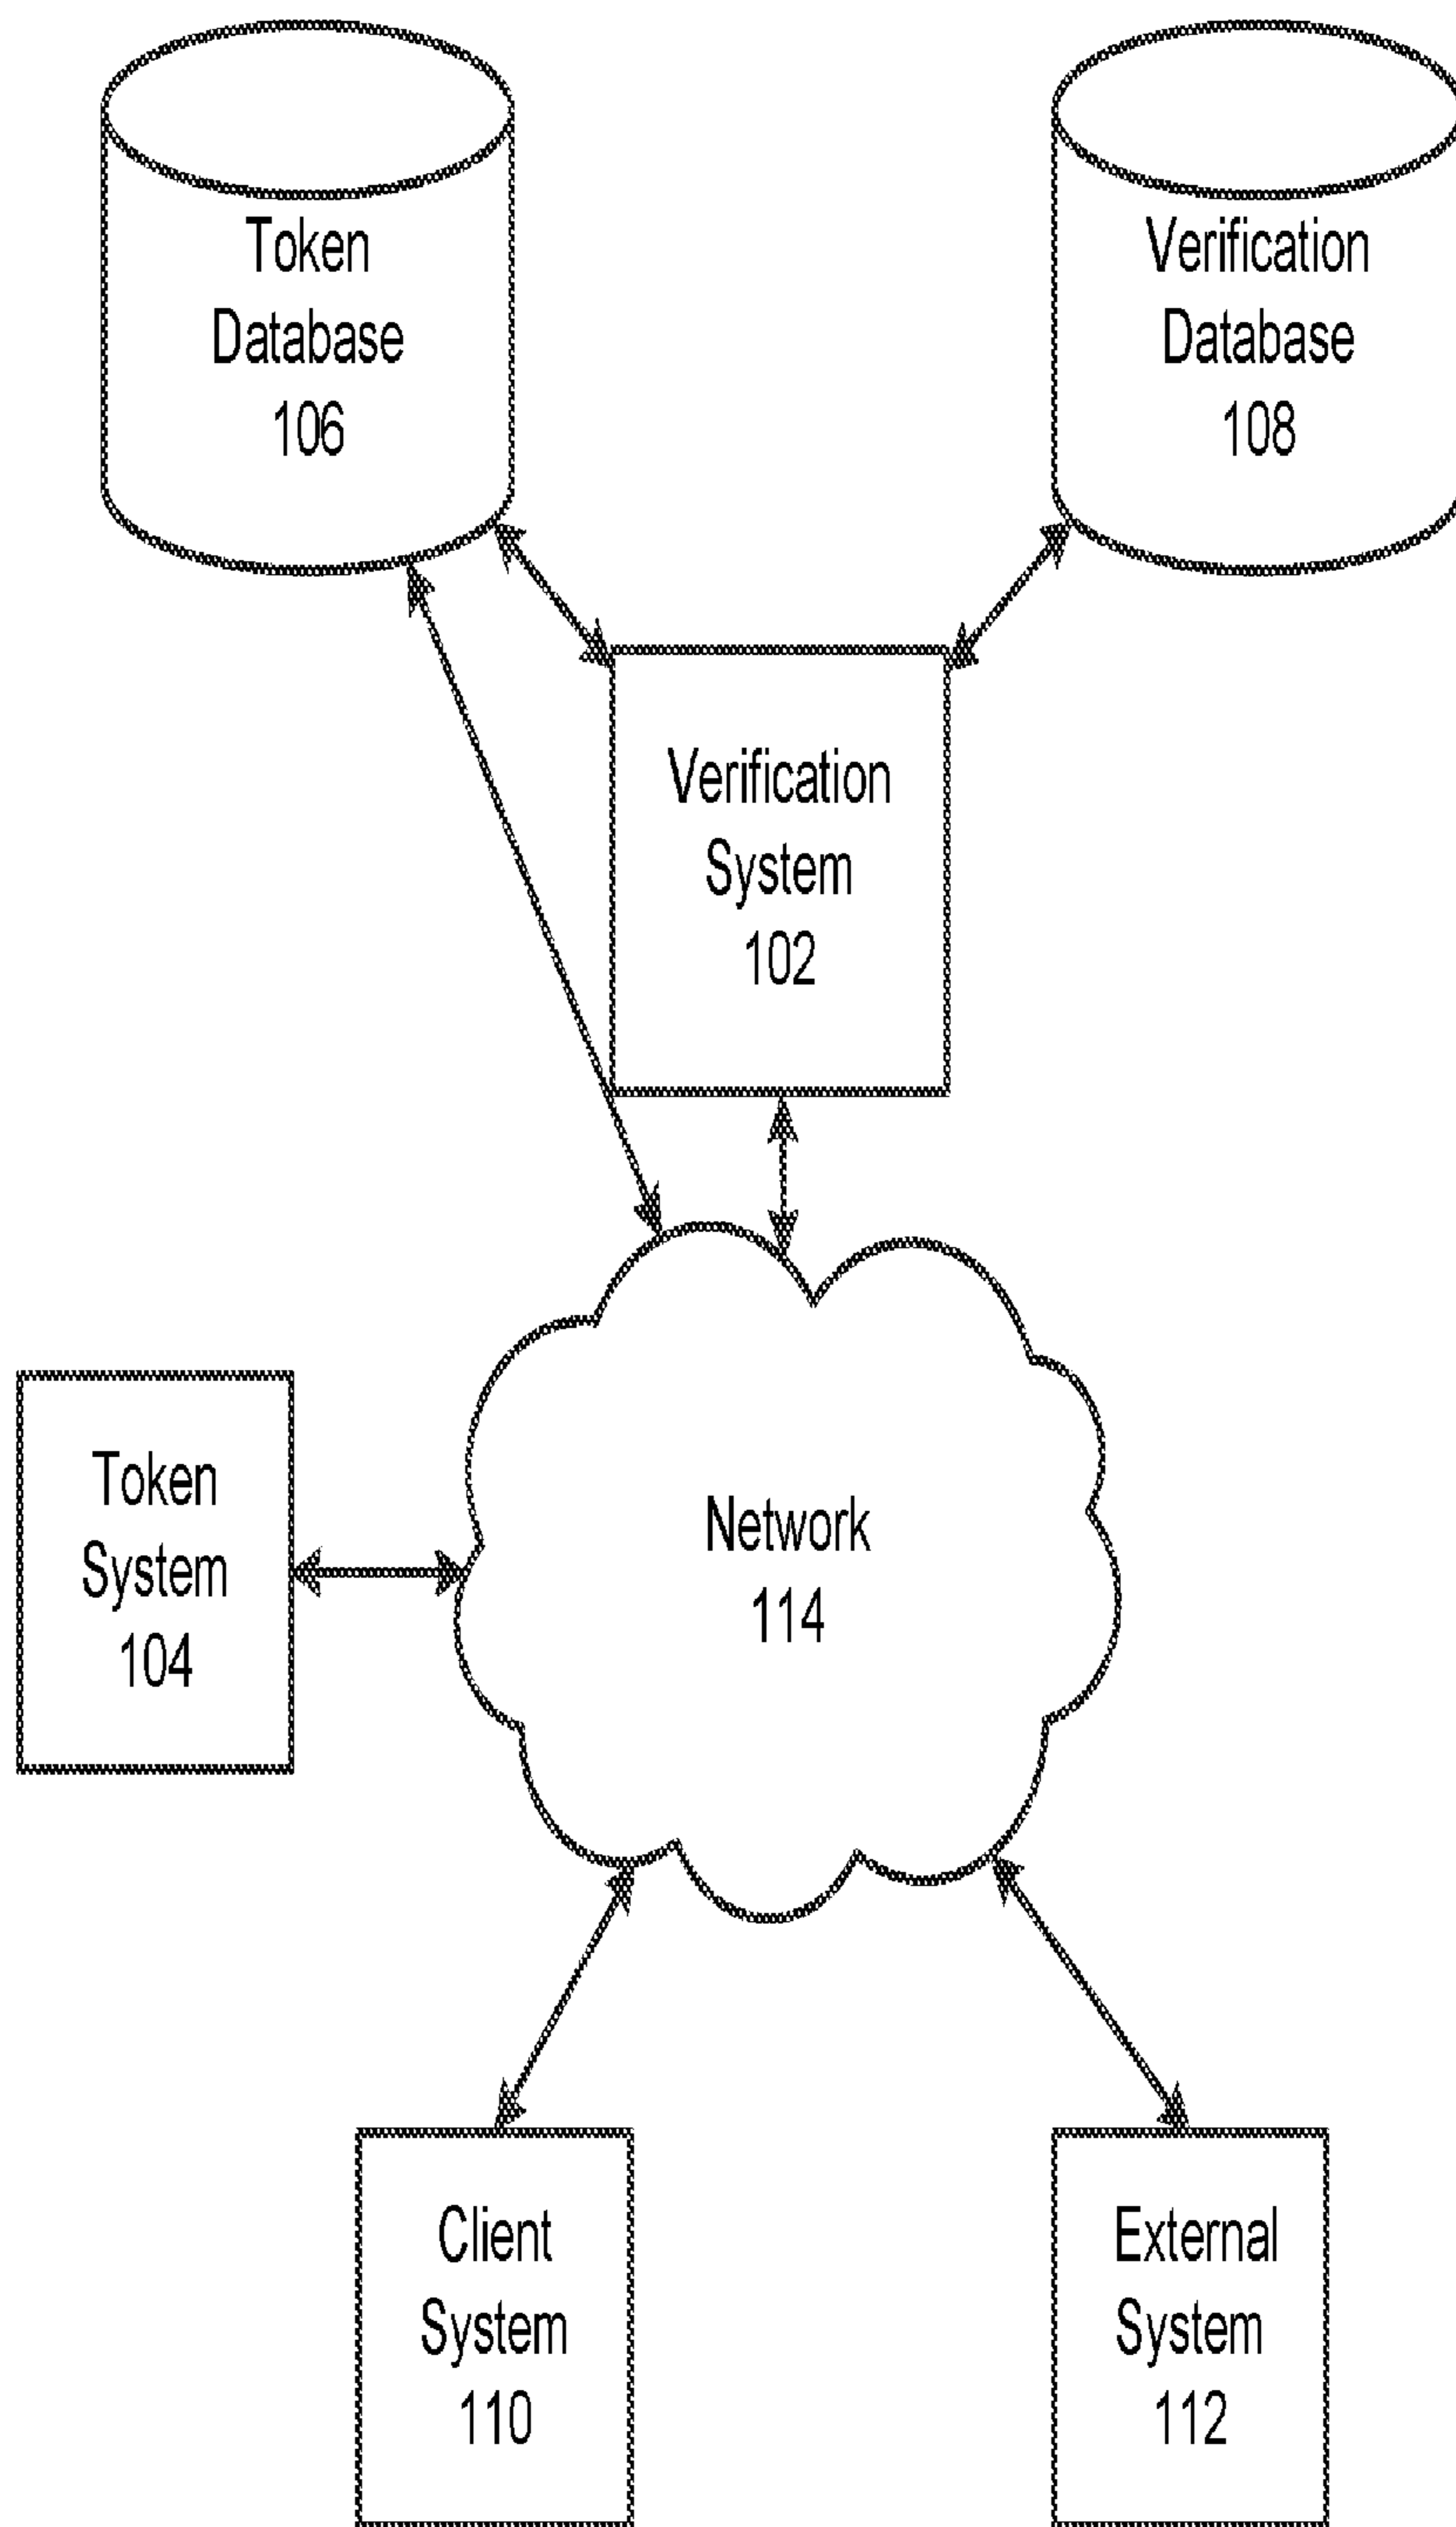 Token
Database
106
Verification
Database
108
Verification
System
102
Token
System
104
Network
114
Client
System
110
External
System
112